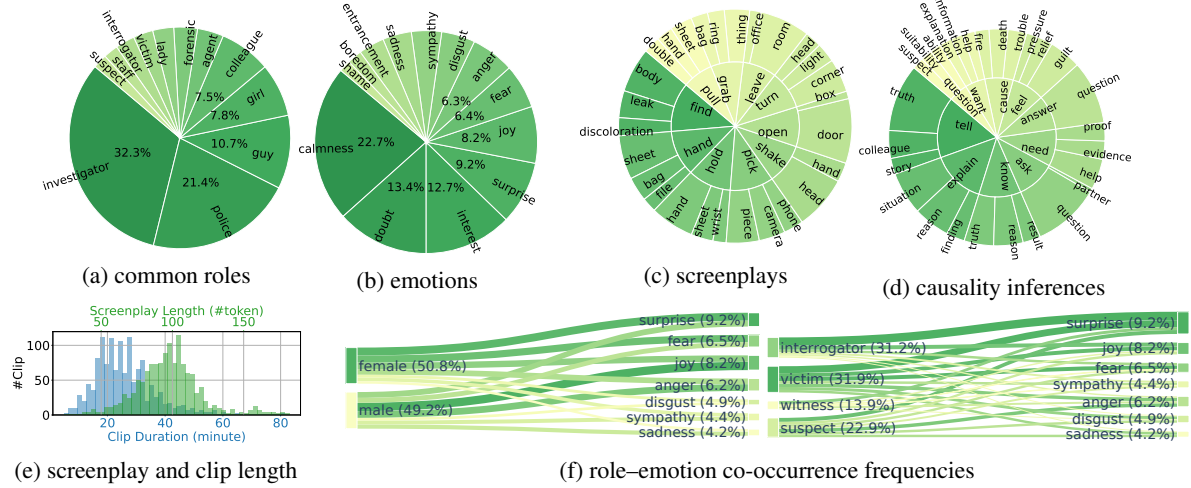 suspect
staff
interrogator
victim
lady
forensic
agent
colleague
7.5%
girl
7.8%
guy
10.7%
police
21.4%
investigator
32.3%
(a) common roles
shame
boredom
entrancement
sadness
sympathy
disgust
anger
6.3%
fear
6.4%
joy
8.2%
surprise
9.2%
interest
12.7%
doubt
13.4%
calmness
22.7%
(b) emotions
double
hand
sheet
bag
ring
thing
office
room
head
light
corner
box
door
hand
head
phone
camera
piece
wrist
sheet
hand
file
bag
sheet
discoloration
leak
body
pull
grab
leave
turn
open
shake
pick
hold
hand
find
(c) screenplays
suspect
suitability
ability
explanation
information
help
fire
death
trouble
pressure
relief
guilt
question
proof
evidence
help
partner
question
result
reason
truth
finding
reason
situation
story
colleague
truth
question
want
cause
feel
answer
need
ask
know
explain
tell
(d) causality inferences
Screenplay Length (#token)
50 100 150
#Clip
100
50
0
20 40 60 80
Clip Duration (minute)
(e) screenplay and clip length
female (50.8%)
male (49.2%)
surprise (9.2%)
fear (6.5%)
joy (8.2%)
anger (6.2%)
disgust (4.9%)
sympathy (4.4%)
sadness (4.2%)
interrogator (31.2%)
victim (31.9%)
witness (13.9%)
suspect (22.9%)
surprise (9.2%)
joy (8.2%)
fear (6.5%)
sympathy (4.4%)
anger (6.2%)
disgust (4.9%)
sadness (4.2%)
(f) role–emotion co-occurrence frequencies